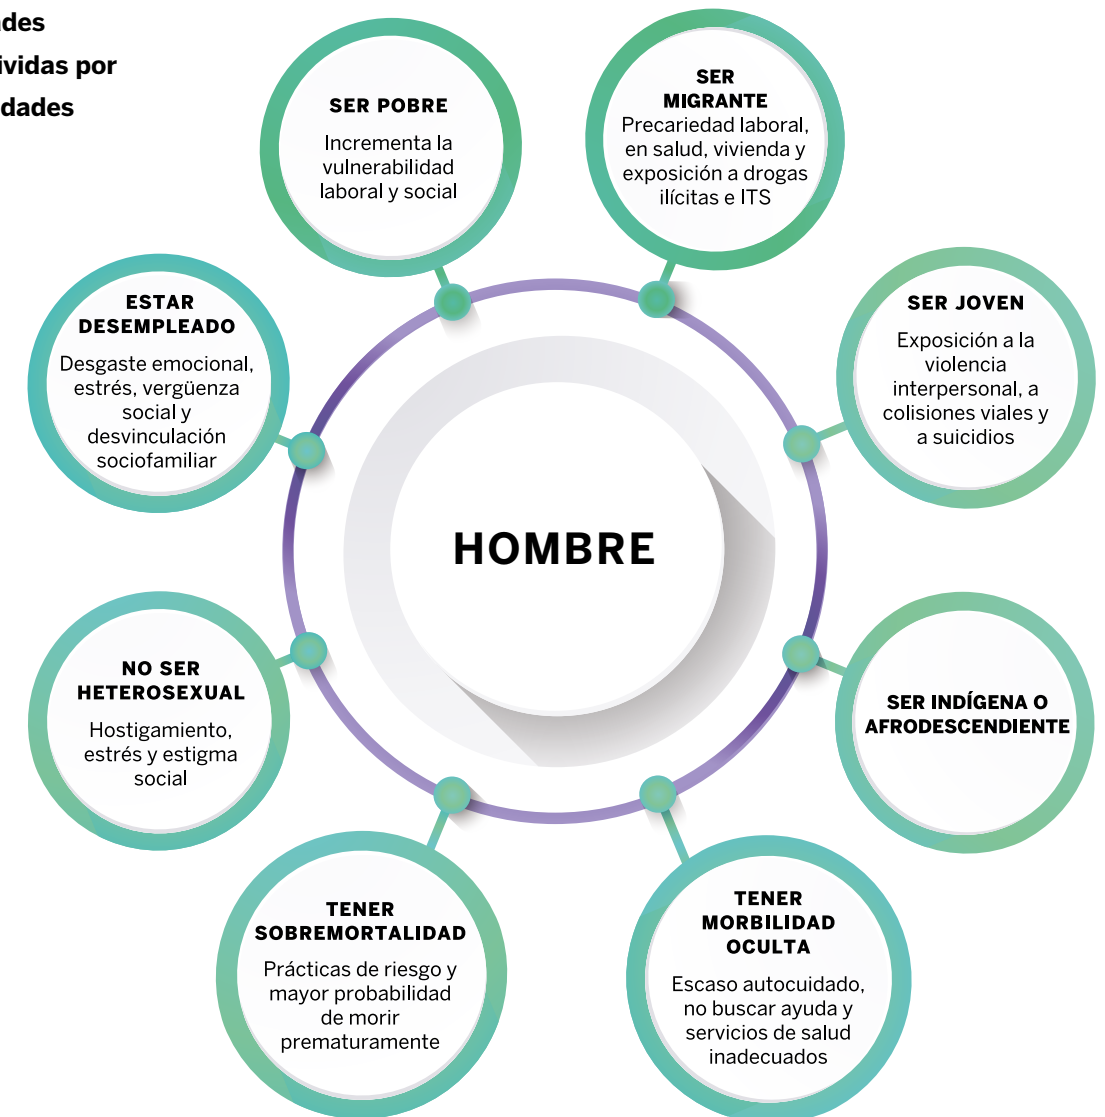 SER POBRE
Incrementa la
vulnerabilidad
laboral y social
SER
MIGRANTE
Precariedad laboral,
en salud, vivienda y
exposición a drogas
ilícitas e ITS
ESTAR
DESEMPLEADO
Desgaste emocional,
estrés, vergüenza
social y
desvinculación
sociofamiliar
SER JOVEN
Exposición a la
violencia
interpersonal, a
colisiones viales y
a suicidios
HOMBRE
NO SER
HETEROSEXUAL
Hostigamiento,
estrés y estigma
social
SER INDÍGENA O
AFRODESCENDIENTE
TENER
SOBREMORTALIDAD
Prácticas de riesgo y
mayor probabilidad
de morir
prematuramente
TENER
MORBILIDAD
OCULTA
Escaso autocuidado,
no buscar ayuda y
servicios de salud
inadecuados
por